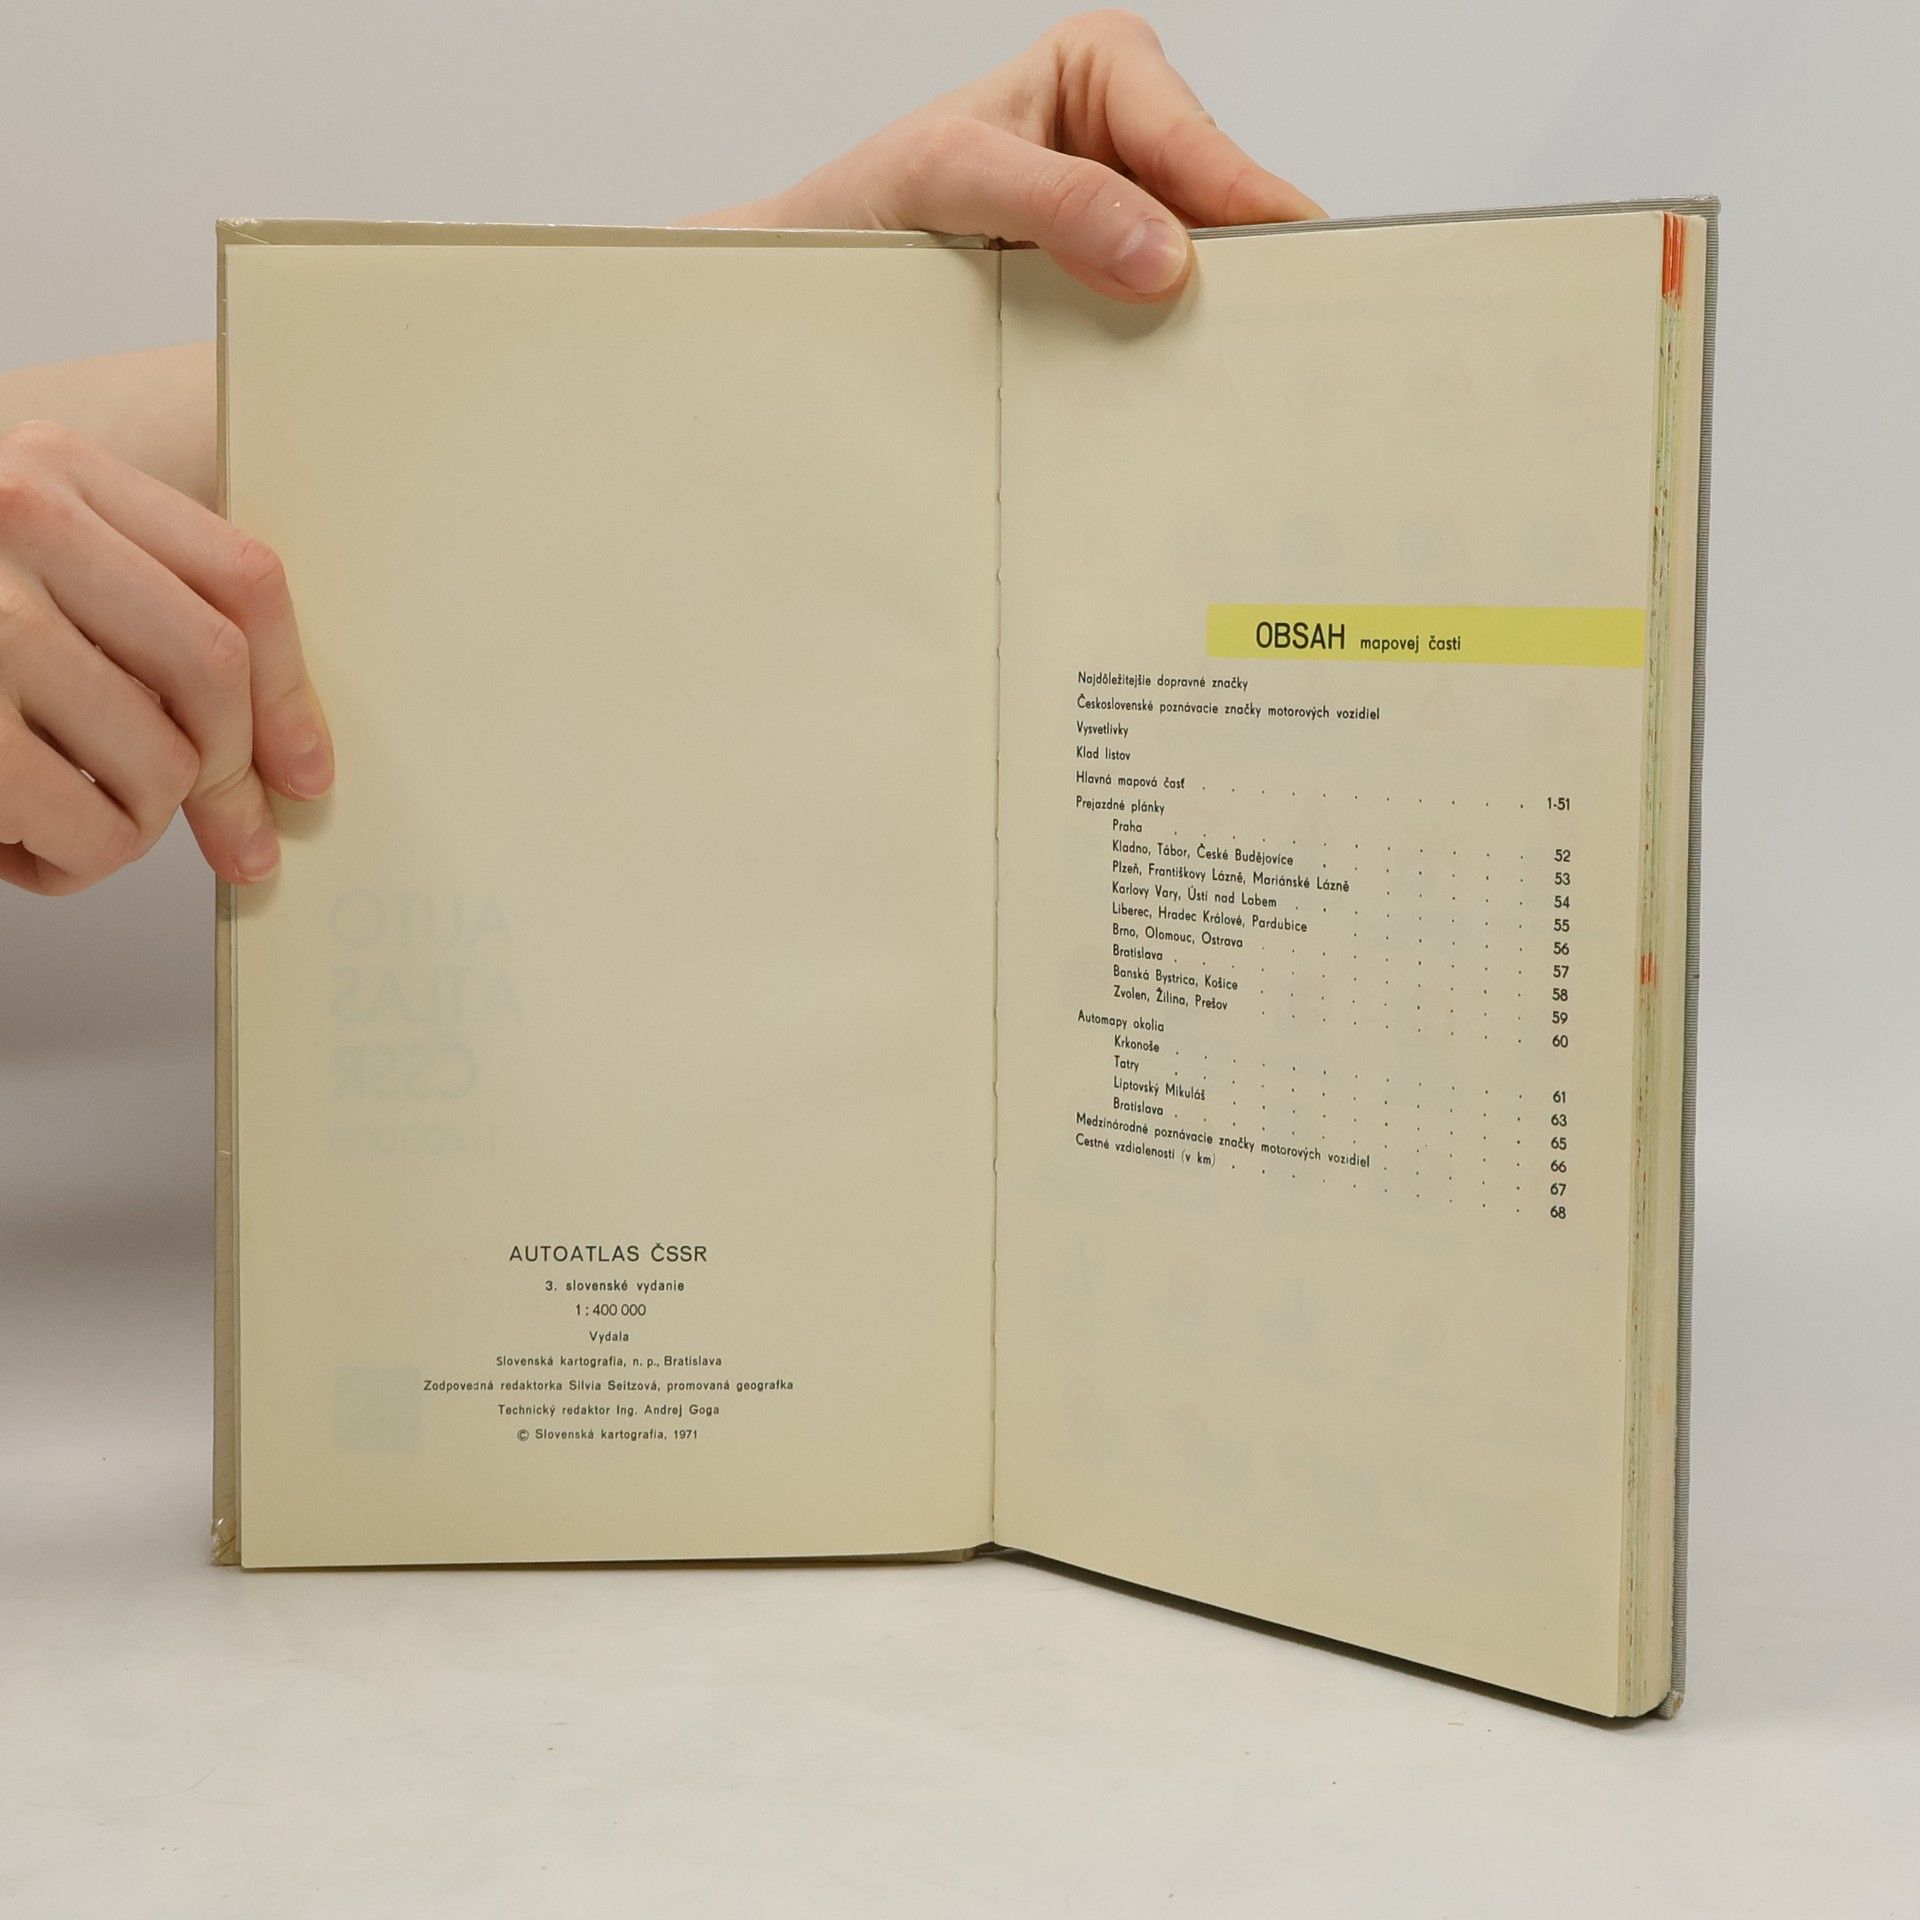 AUTOATLAS ČSSR
3. slovenské vydanie
1 : 400 000
Vydala
Slovenská kartografia, n. p., Bratislava
Zodpovedná redaktorka Silvia Seitzová, promovaná geografka
Technický redaktor Ing. Andrej Goga
© Slovenská kartografia, 1971
OBSAH mapovej časti
Najdôležitejšie dopravné značky
Československé poznávacie značky motorových vozidiel
Vysvetlivky
Klad listov
Hlavná mapová časť . . . . . . . . . . . 1-51
Prejazdné plánky
Praha . . . . . . . . . . . . 52
Kladno, Tábor, České Budějovíce . . . . . . . 53
Plzeň, Františkovy Lázně, Mariánské Lázně . . . . . 54
Karlovy Vary, Ústí nad Labem . . . . . . . . 55
Liberec, Hradec Králové, Pardubice . . . . . . 56
Brno, Olomouc, Ostrava . . . . . . . . . 57
Bratislava . . . . . . . . . . . . 58
Banská Bystrica, Košice . . . . . . . . . 59
Zvolen, Žilina, Prešov . . . . . . . . . 60
Automapy okolia
Krkonoše . . . . . . . . . . . . 61
Tatry . . . . . . . . . . . . 63
Liptovský Mikuláš . . . . . . . . . . 65
Bratislava . . . . . . . . . . . . 66
Medzinárodné poznávacie značky motorových vozidiel . . . . . 67
Cestné vzdialenosti (v km) . . . . . . . . . . 68
AUTO
ATLAS
ČSSR